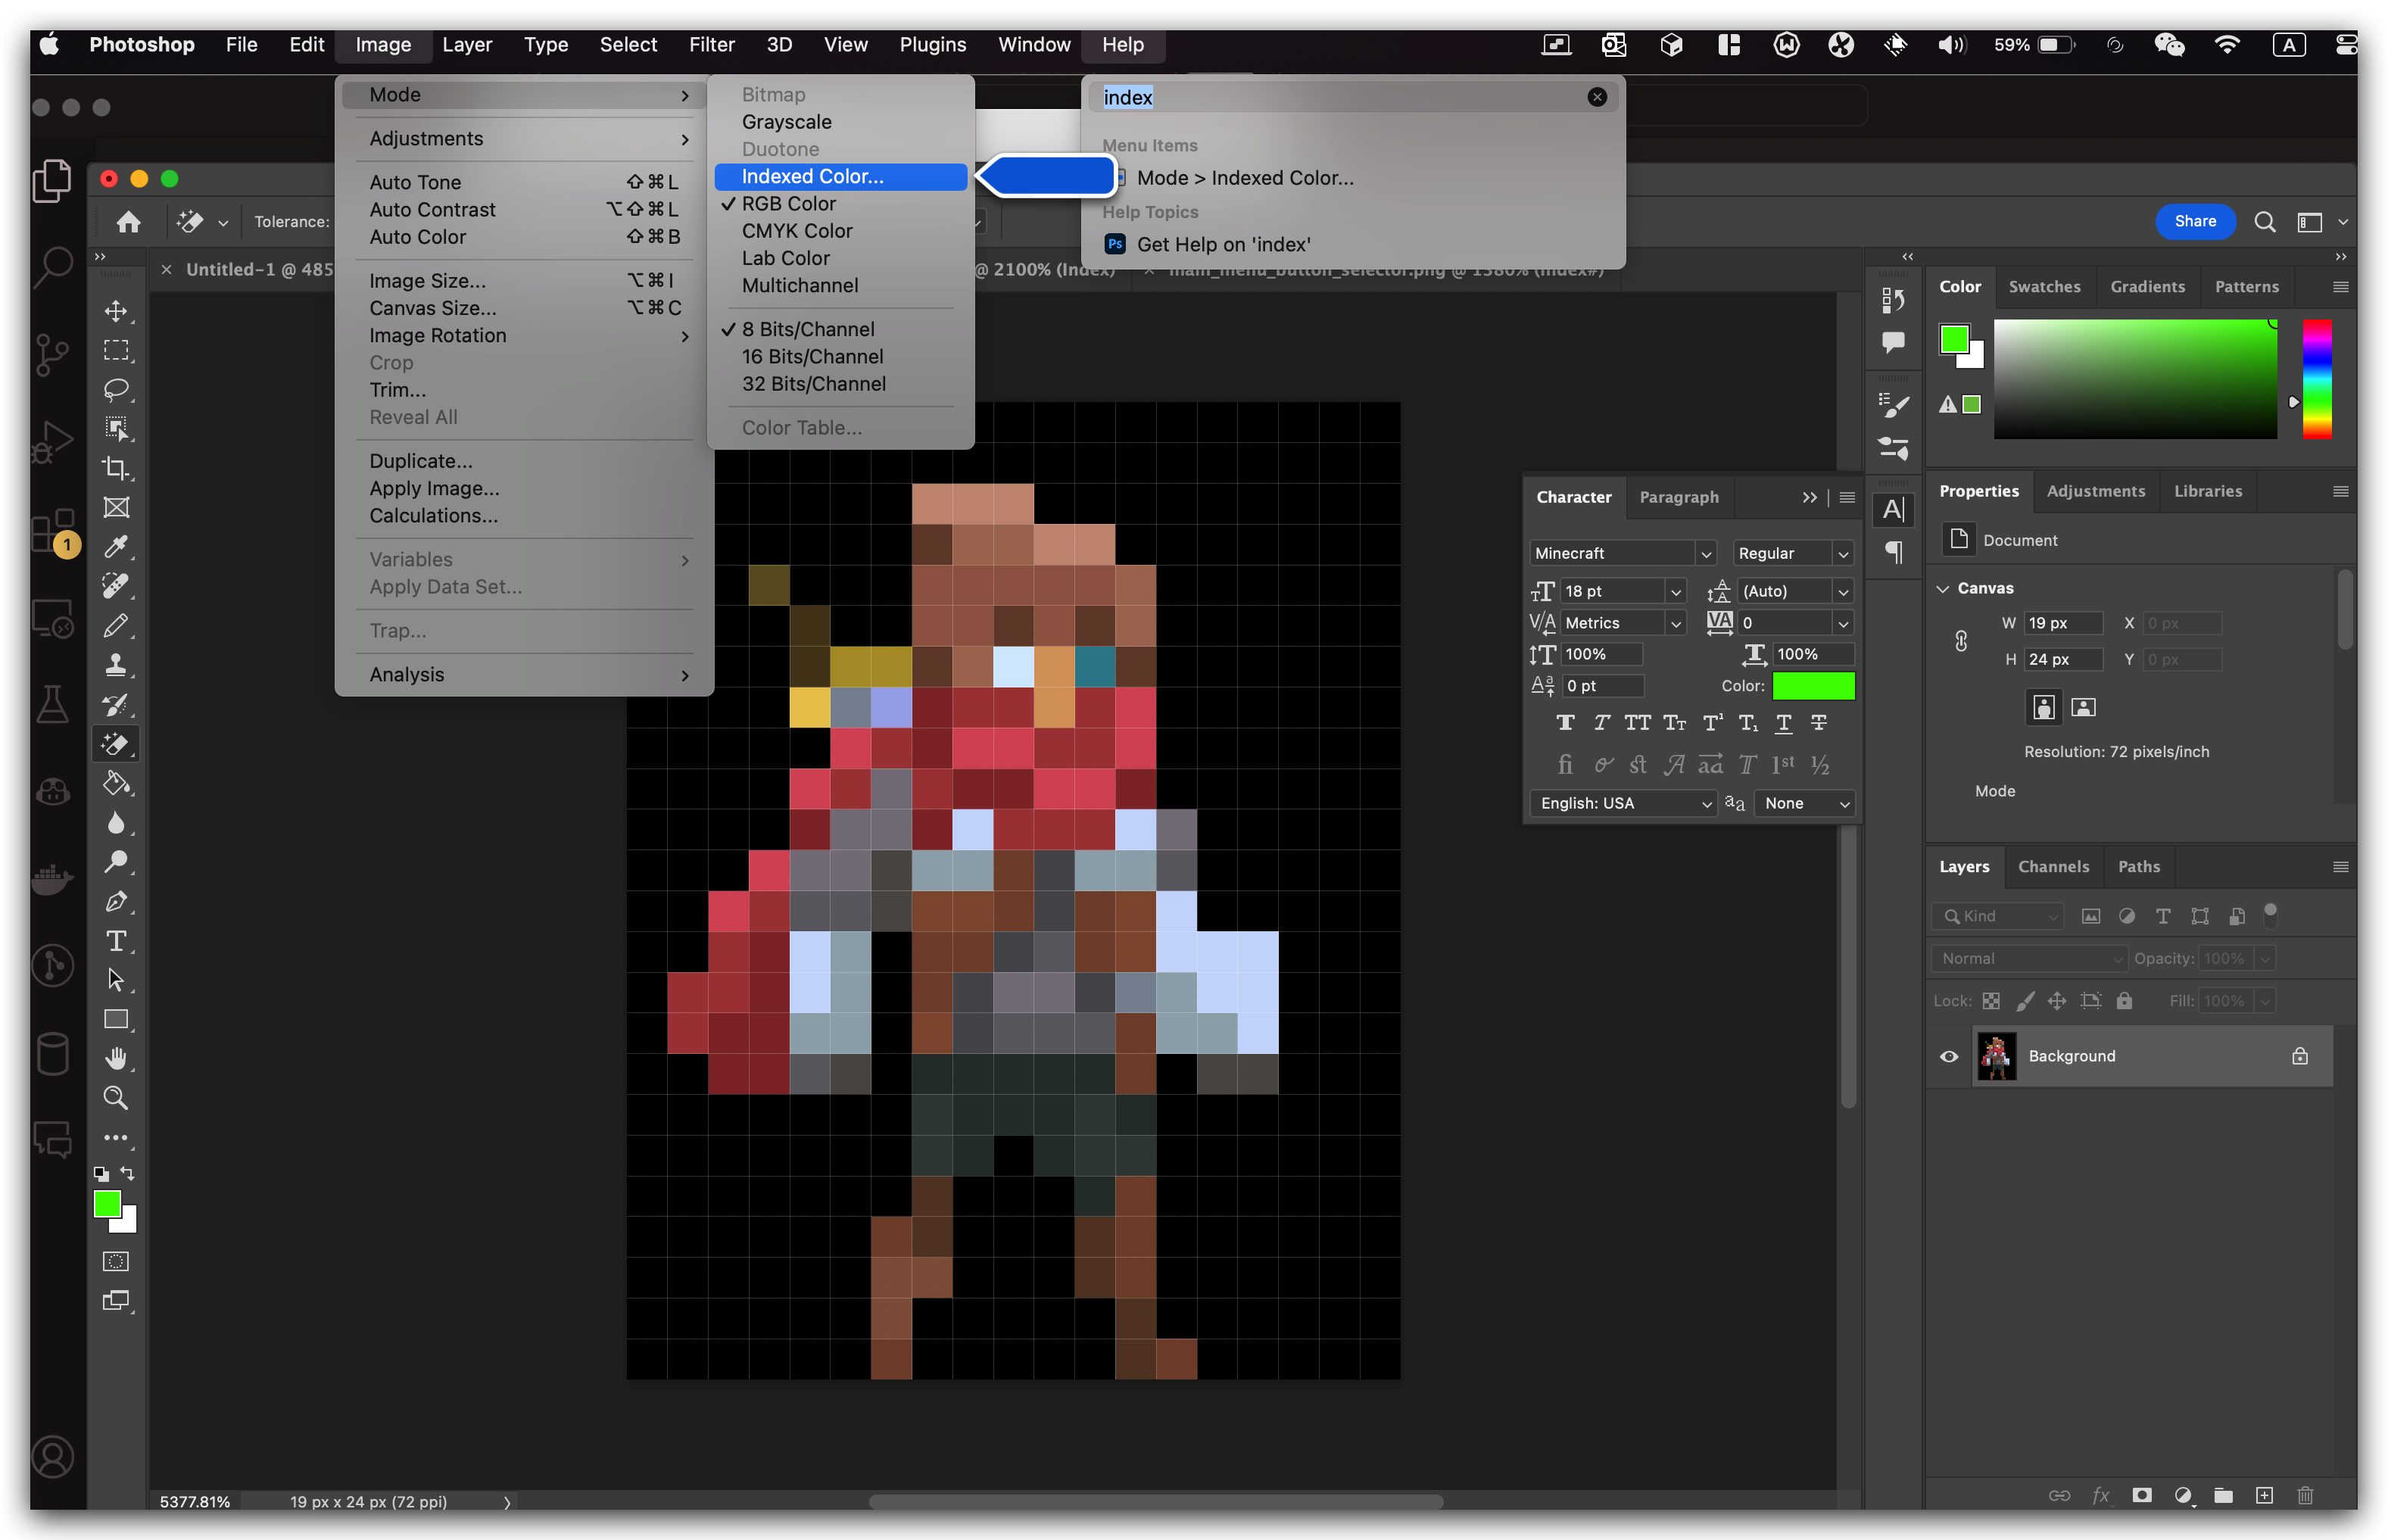 Photoshop File Edit Image Layer Type Select Filter 3D View Plugins Window Help 59% A
Mode
Adjustments
Auto Tone ⇧⌘L
Auto Contrast ⌥⇧⌘L
Auto Color ⇧⌘B
Image Size... ⌥⌘I
Canvas Size... ⌥⌘C
Image Rotation
Crop
Trim...
Reveal All
Duplicate...
Apply Image...
Calculations...
Variables
Apply Data Set...
Trap...
Analysis
Bitmap
Grayscale
Duotone
Indexed Color...
RGB Color
CMYK Color
Lab Color
Multichannel
8 Bits/Channel
16 Bits/Channel
32 Bits/Channel
Color Table...
index
Menu Items
Mode > Indexed Color...
Help Topics
Ps Get Help on 'index'
Tolerance:
Share
Untitled-1 @ 485
@ 2100% (Index)
main_menu_button_selector.png @ 1380% (Index#)
1
Color Swatches Gradients Patterns
Character Paragraph
Minecraft Regular
18 pt (Auto)
Metrics 0
100% 100%
0 pt Color:
English: USA None
Properties Adjustments Libraries
Document
Canvas
W 19 px X 0 px
H 24 px Y 0 px
Resolution: 72 pixels/inch
Mode
Layers Channels Paths
Kind
Normal Opacity: 100%
Lock: Fill: 100%
Background
5377.81% 19 px x 24 px (72 ppi)